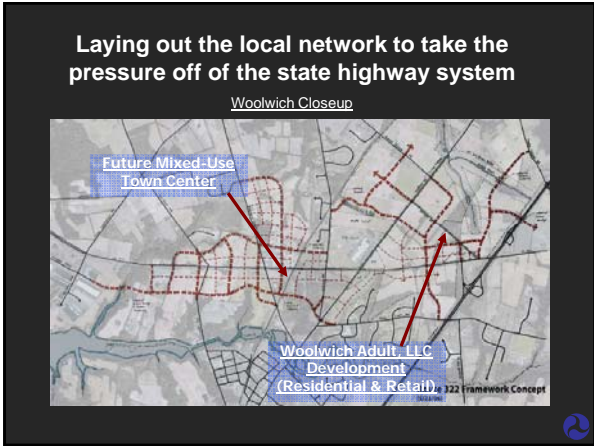 Laying out the local network to take the
pressure off of the state highway system
Woolwich Closeup
Future Mixed-Use
Town Center
Woolwich Adult, LLC
Development
(Residential & Retail)
322 Framework Concept